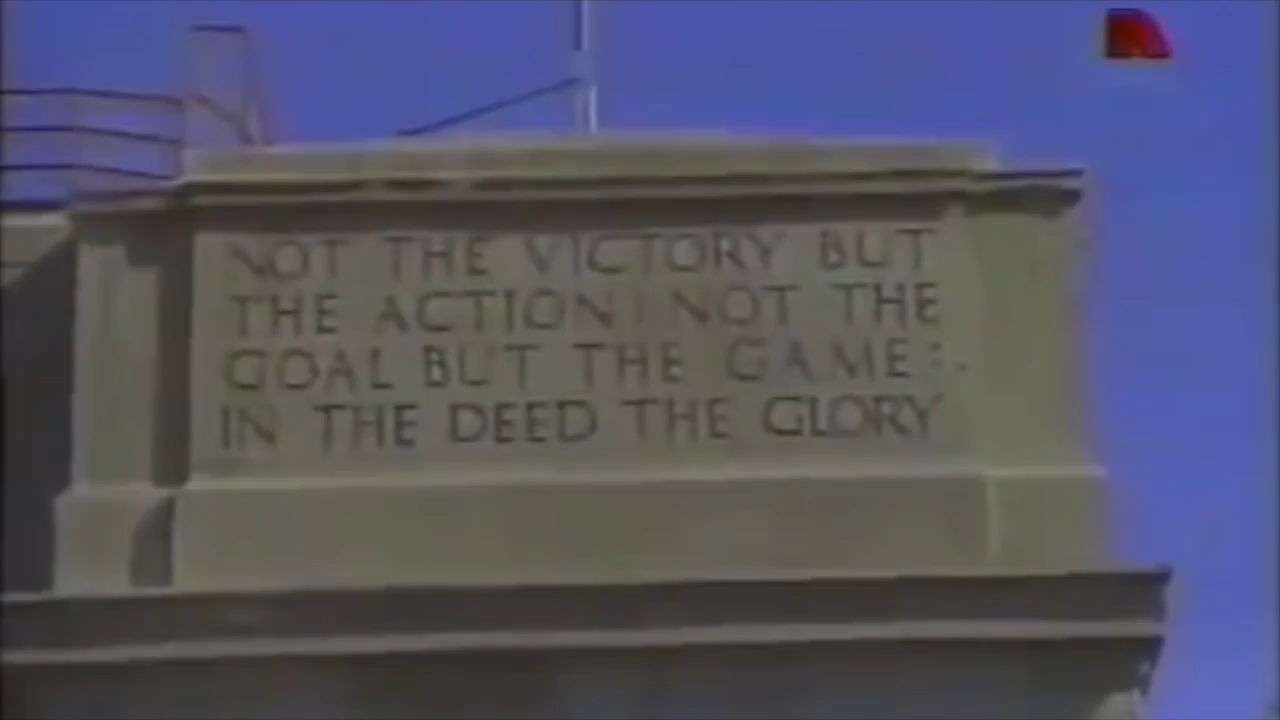 NOT THE VICTORY BUT
THE ACTION: NOT THE
GOAL BUT THE GAME:
IN THE DEED THE GLORY